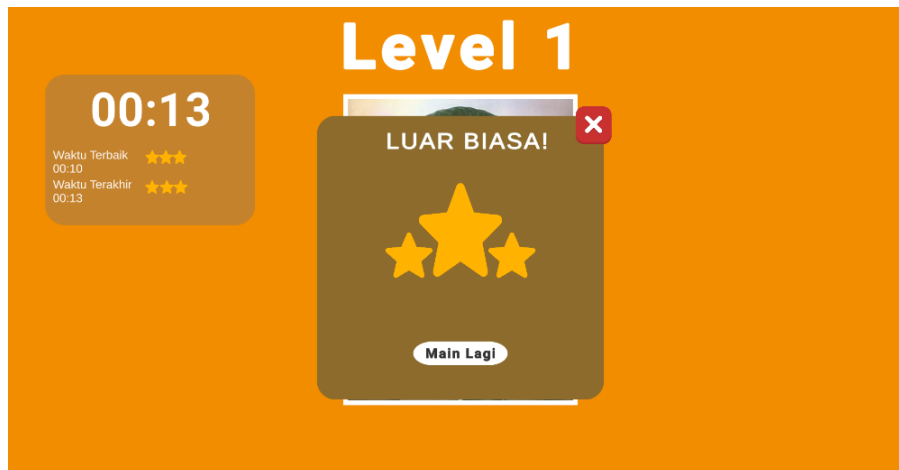 Level 1
00:13
Waktu Terbaik
00:10
Waktu Terakhir
00:13
LUAR BIASA!
Main Lagi